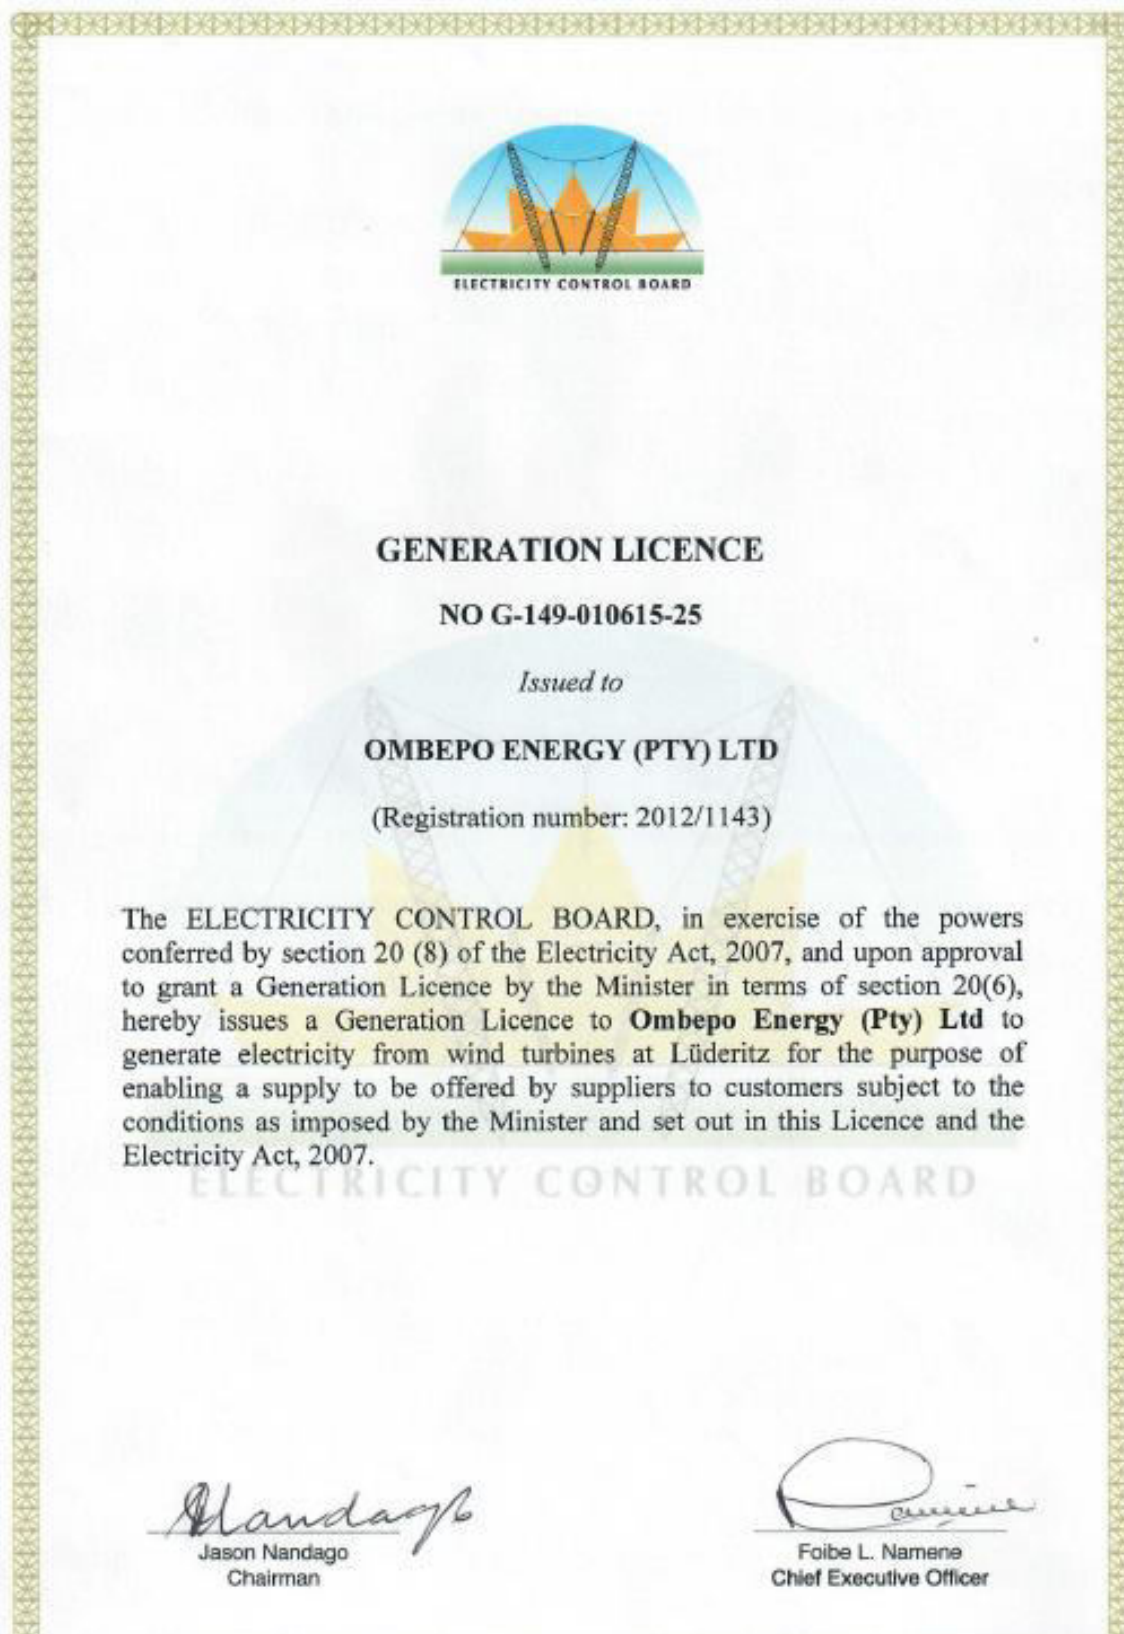 ELECTRICITY CONTROL BOARD
GENERATION LICENCE
NO G-149-010615-25
Issued to
OMBEPO ENERGY (PTY) LTD
(Registration number: 2012/1143)
The ELECTRICITY CONTROL BOARD, in exercise of the powers
conferred by section 20 (8) of the Electricity Act, 2007, and upon approval
to grant a Generation Licence by the Minister in terms of section 20(6),
hereby issues a Generation Licence to Ombepo Energy (Pty) Ltd to
generate electricity from wind turbines at Lüderitz for the purpose of
enabling a supply to be offered by suppliers to customers subject to the
conditions as imposed by the Minister and set out in this Licence and the
Electricity Act, 2007.
ELECTRICITY CONTROL BOARD
Nandago
Jason Nandago
Chairman
Namene
Foibe L. Namene
Chief Executive Officer